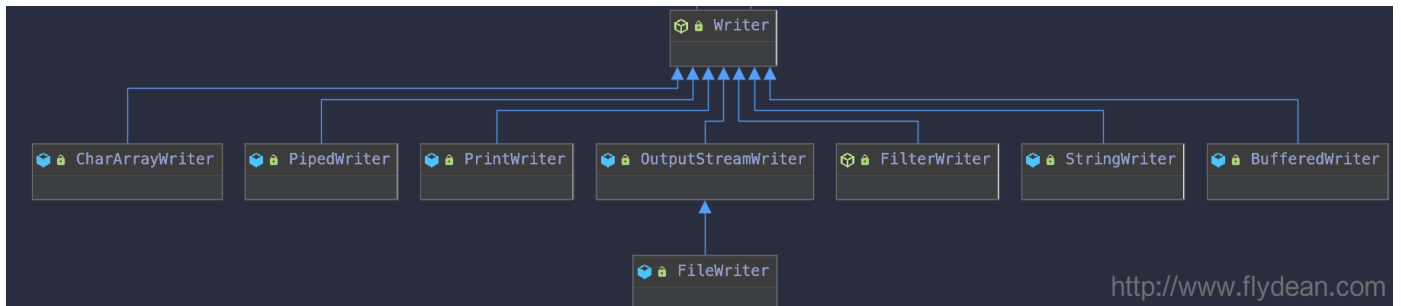 Writer
CharArrayWriter
PipedWriter
PrintWriter
OutputStreamWriter
FilterWriter
StringWriter
BufferedWriter
FileWriter
http://www.flydean.com